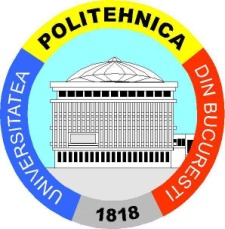 UNIVERSITATEA
POLITEHNICA
DIN BUCURESTI
1818